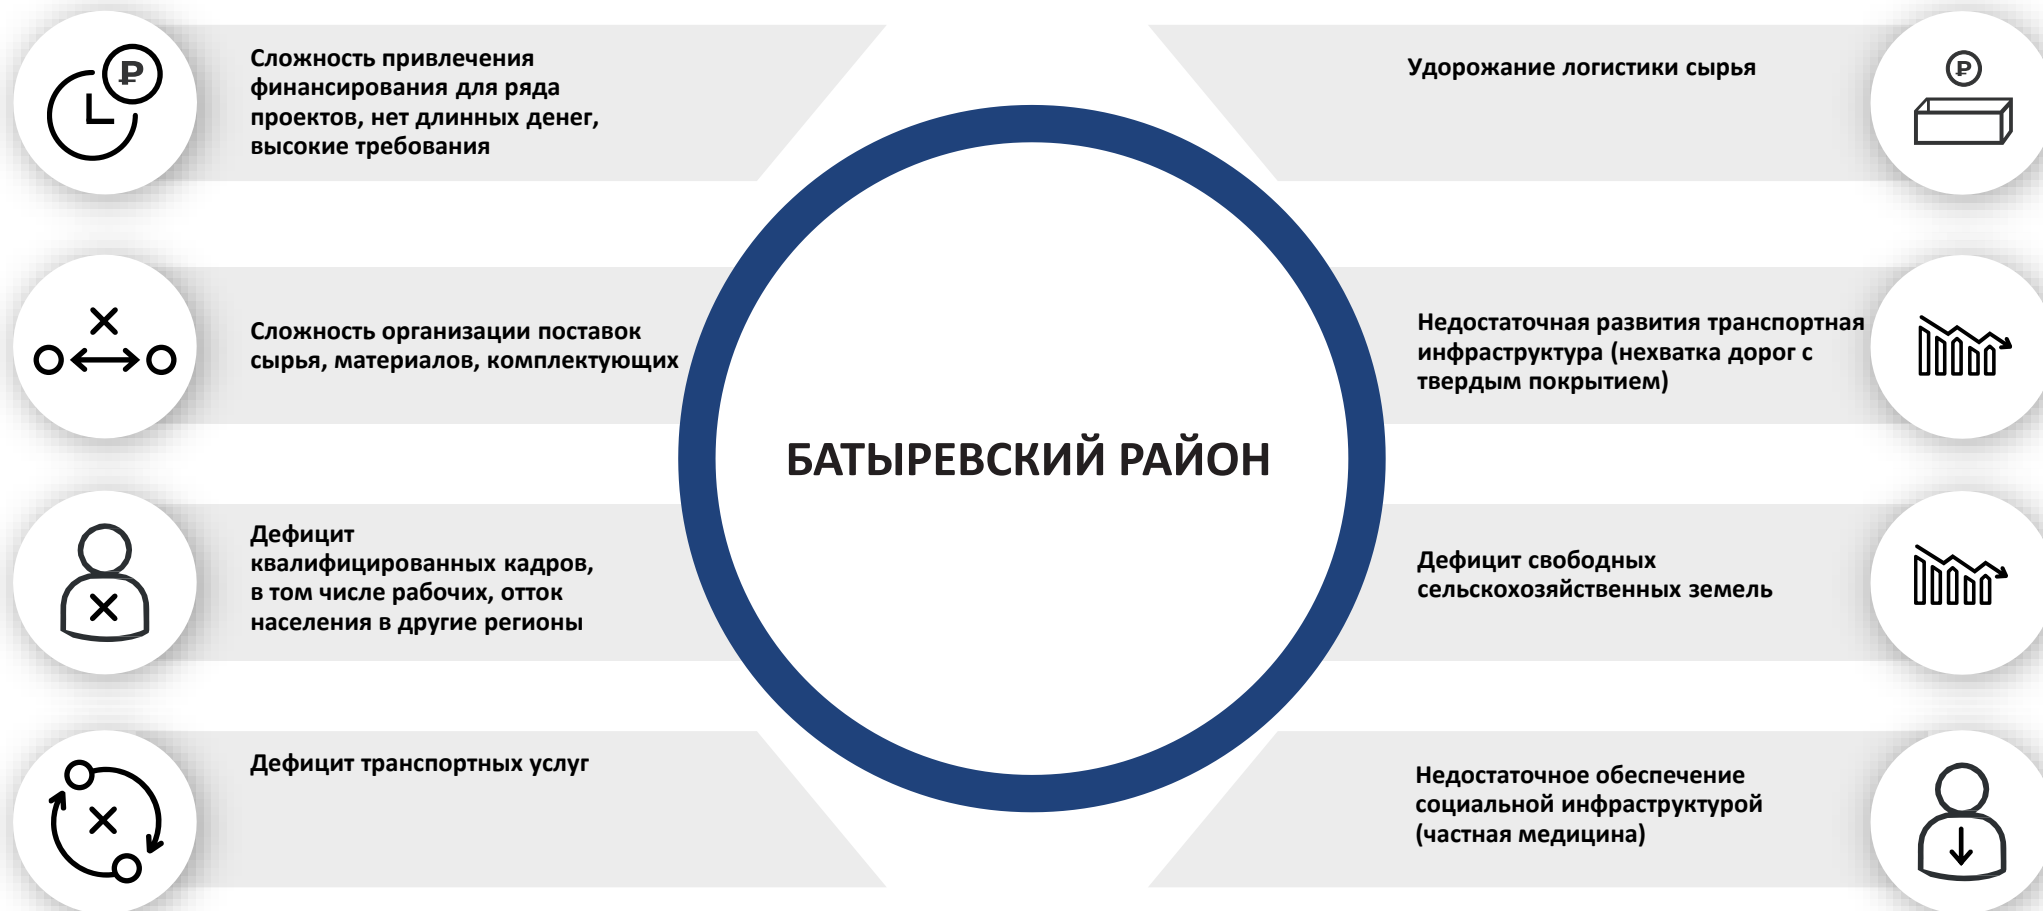 Сложность привлечения
финансирования для ряда
проектов, нет длинных денег,
высокие требования
Сложность организации поставок
сырья, материалов, комплектующих
Дефицит
квалифицированных кадров,
в том числе рабочих, отток
населения в другие регионы
Дефицит транспортных услуг
БАТЫРЕВСКИЙ РАЙОН
Удорожание логистики сырья
Недостаточная развития транспортная
инфраструктура (нехватка дорог с
твердым покрытием)
Дефицит свободных
сельскохозяйственных земель
Недостаточное обеспечение
социальной инфраструктурой
(частная медицина)